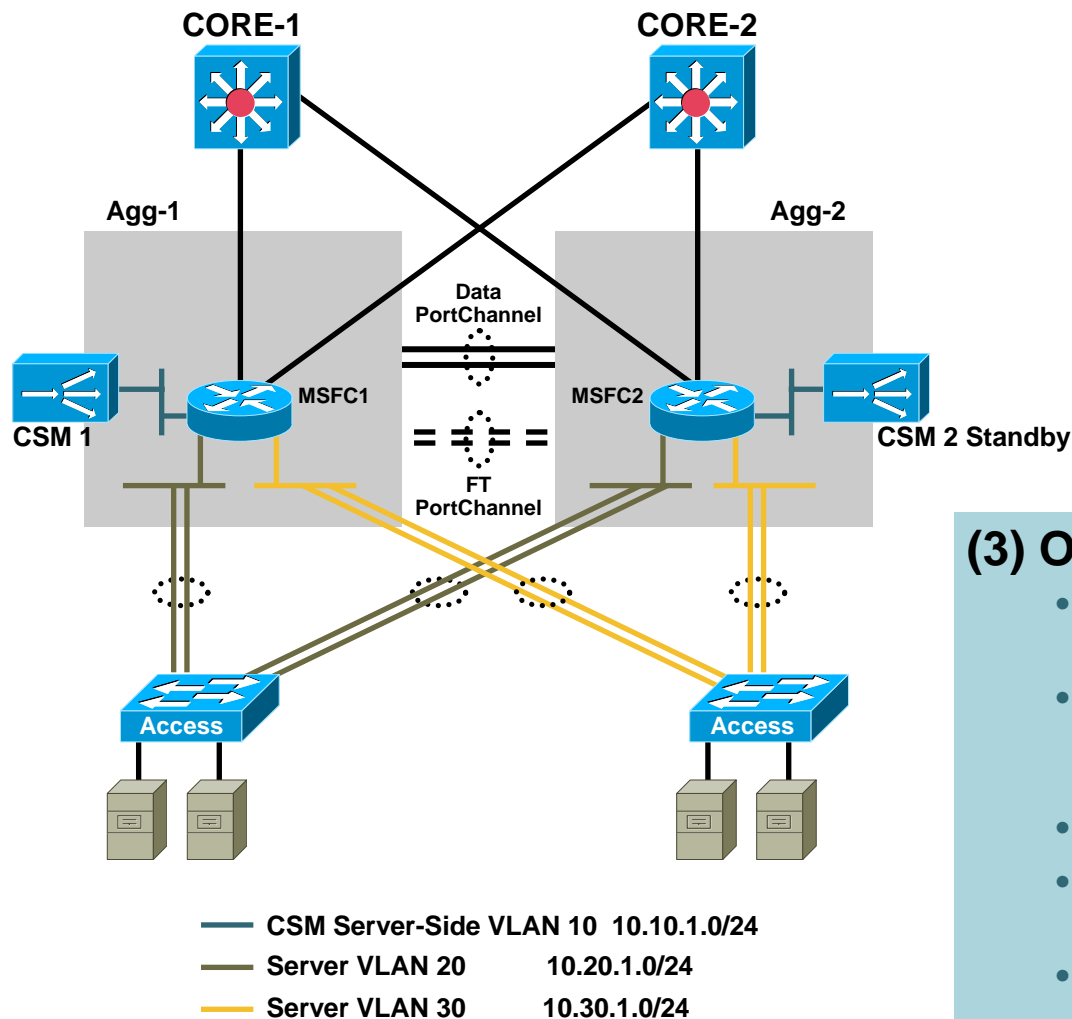 CORE-1
CORE-2
Agg-1
Agg-2
Data
PortChannel
MSFC1
MSFC2
CSM 1
CSM 2 Standby
FT
PortChannel
(3) O
Access
Access
CSM Server-Side VLAN 10 10.10.1.0/24
Server VLAN 20 10.20.1.0/24
Server VLAN 30 10.30.1.0/24